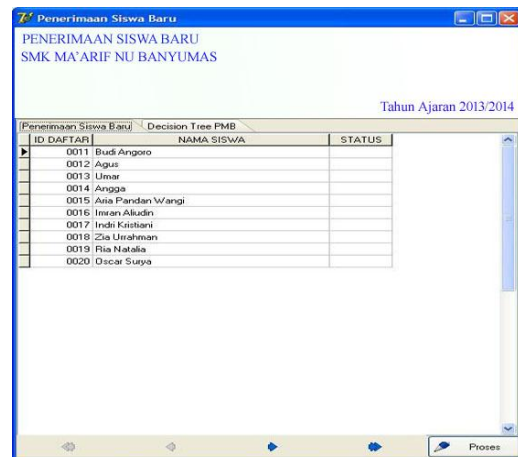 Penerimaan Siswa Baru
PENERIMAAN SISWA BARU
SMK MA'ARIF NU BANYUMAS
Tahun Ajaran 2013/2014
Penerimaan Siswa Baru Decision Tree PMB
ID DAFTAR NAMA SISWA STATUS
0011 Budi Angoro
0012 Agus
0013 Umar
0014 Angga
0015 Aria Pandan Wangi
0016 Imran Aliudin
0017 Indri Kristiani
0018 Zia Urrahman
0019 Ria Natalia
0020 Oscar Surya
Proses